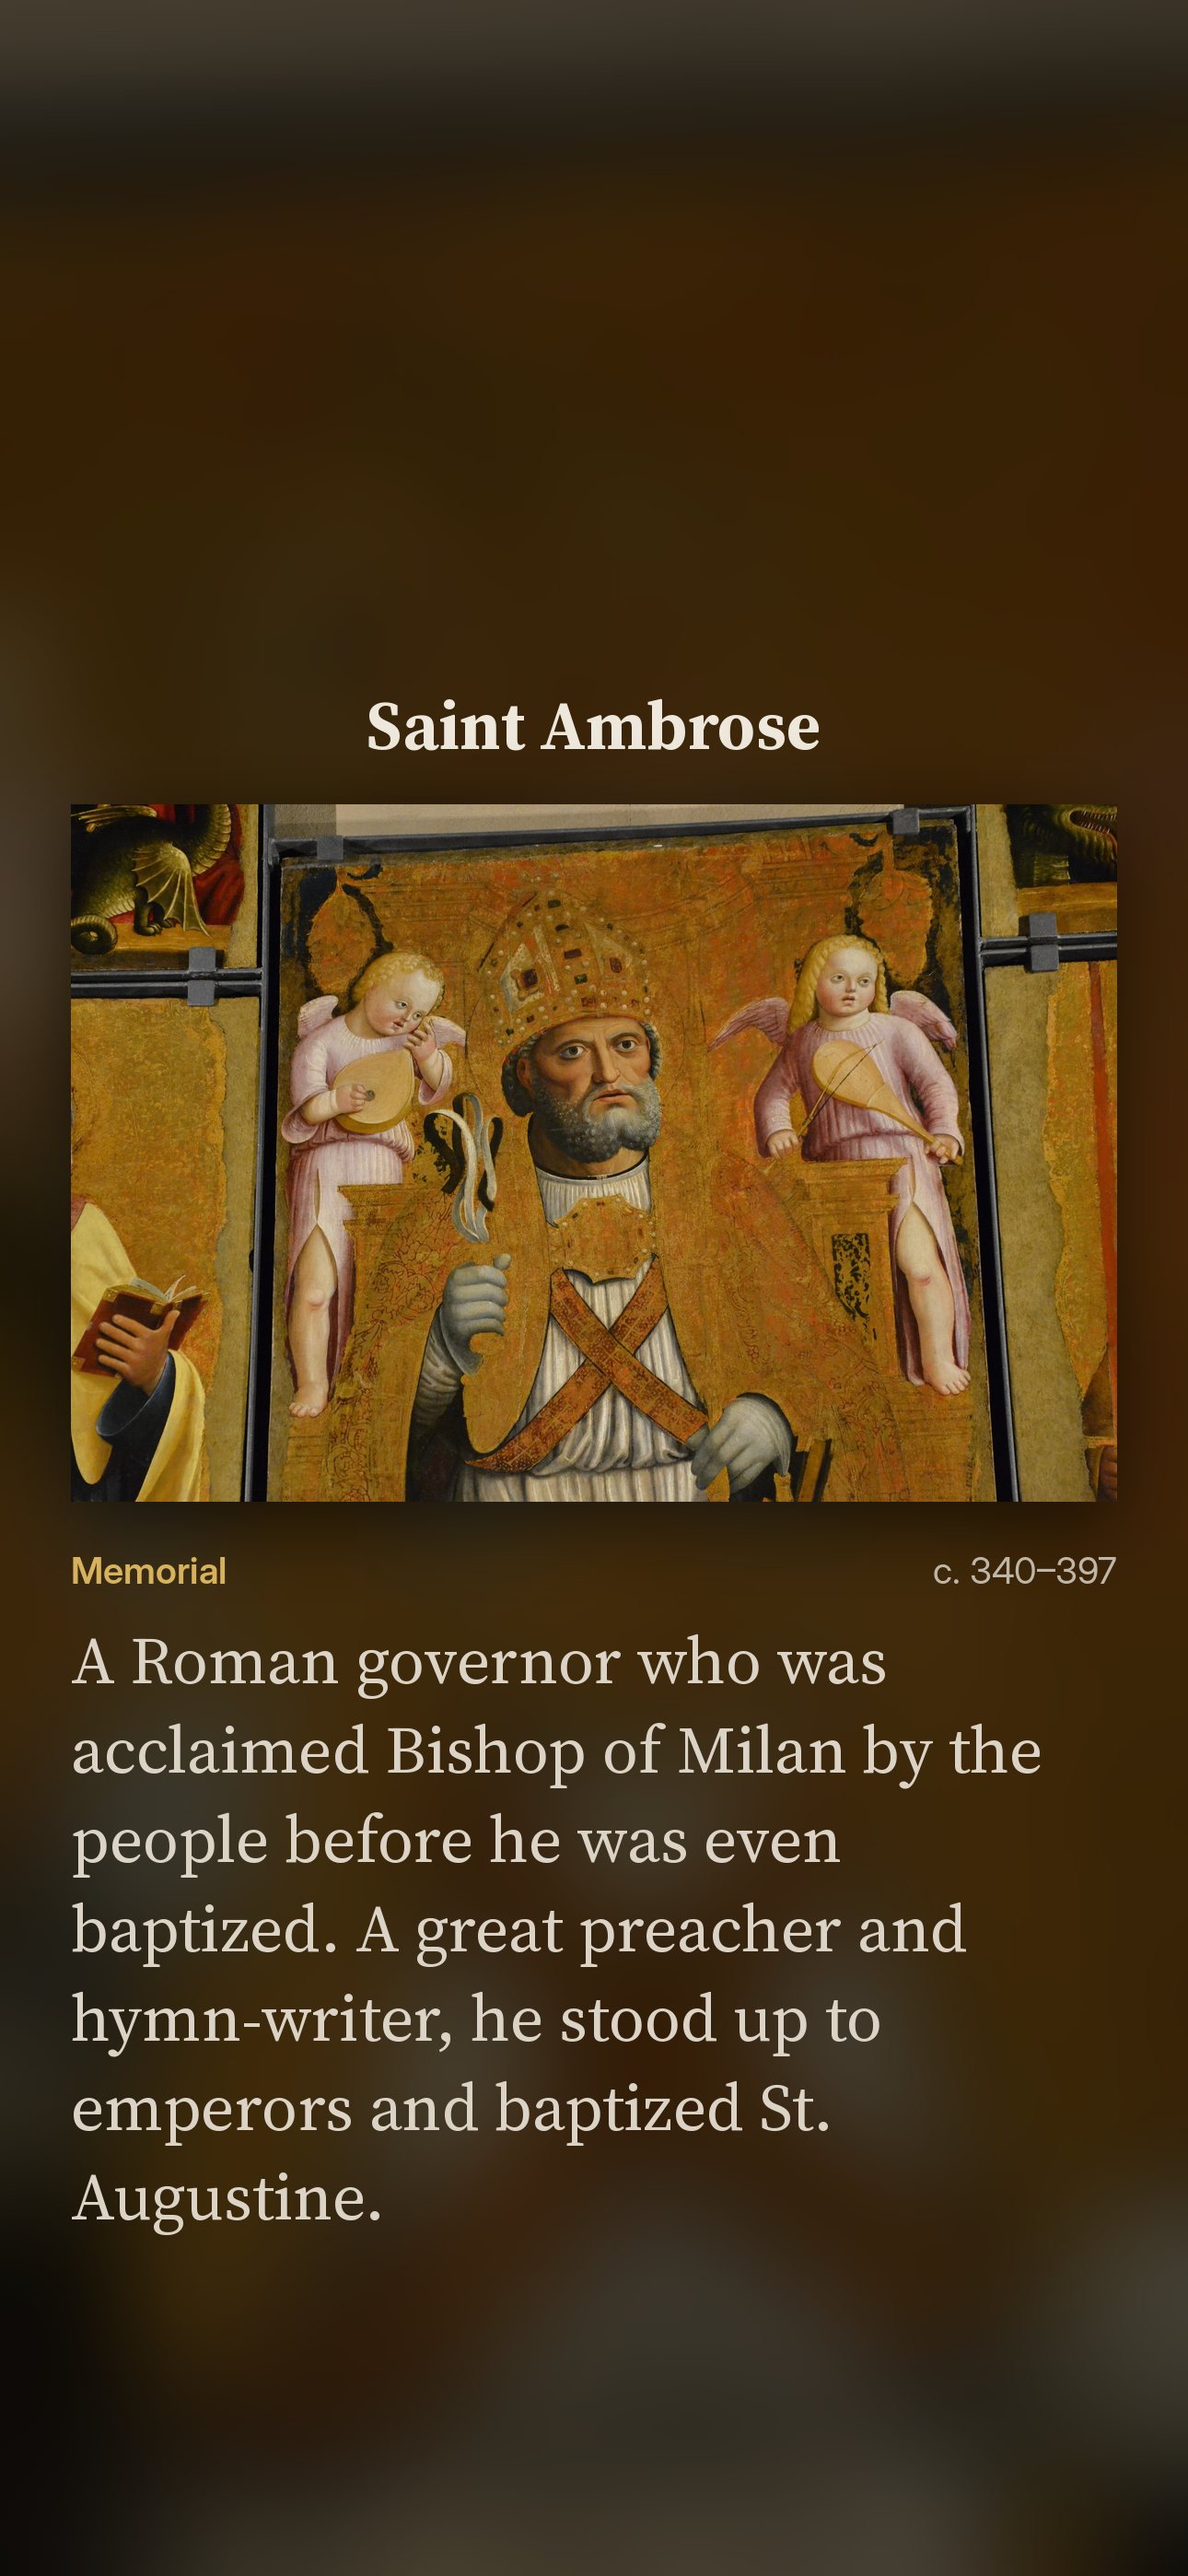 Saint Ambrose
Memorial
c. 340–397
A Roman governor who was
acclaimed Bishop of Milan by the
people before he was even
baptized. A great preacher and
hymn-writer, he stood up to
emperors and baptized St.
Augustine.